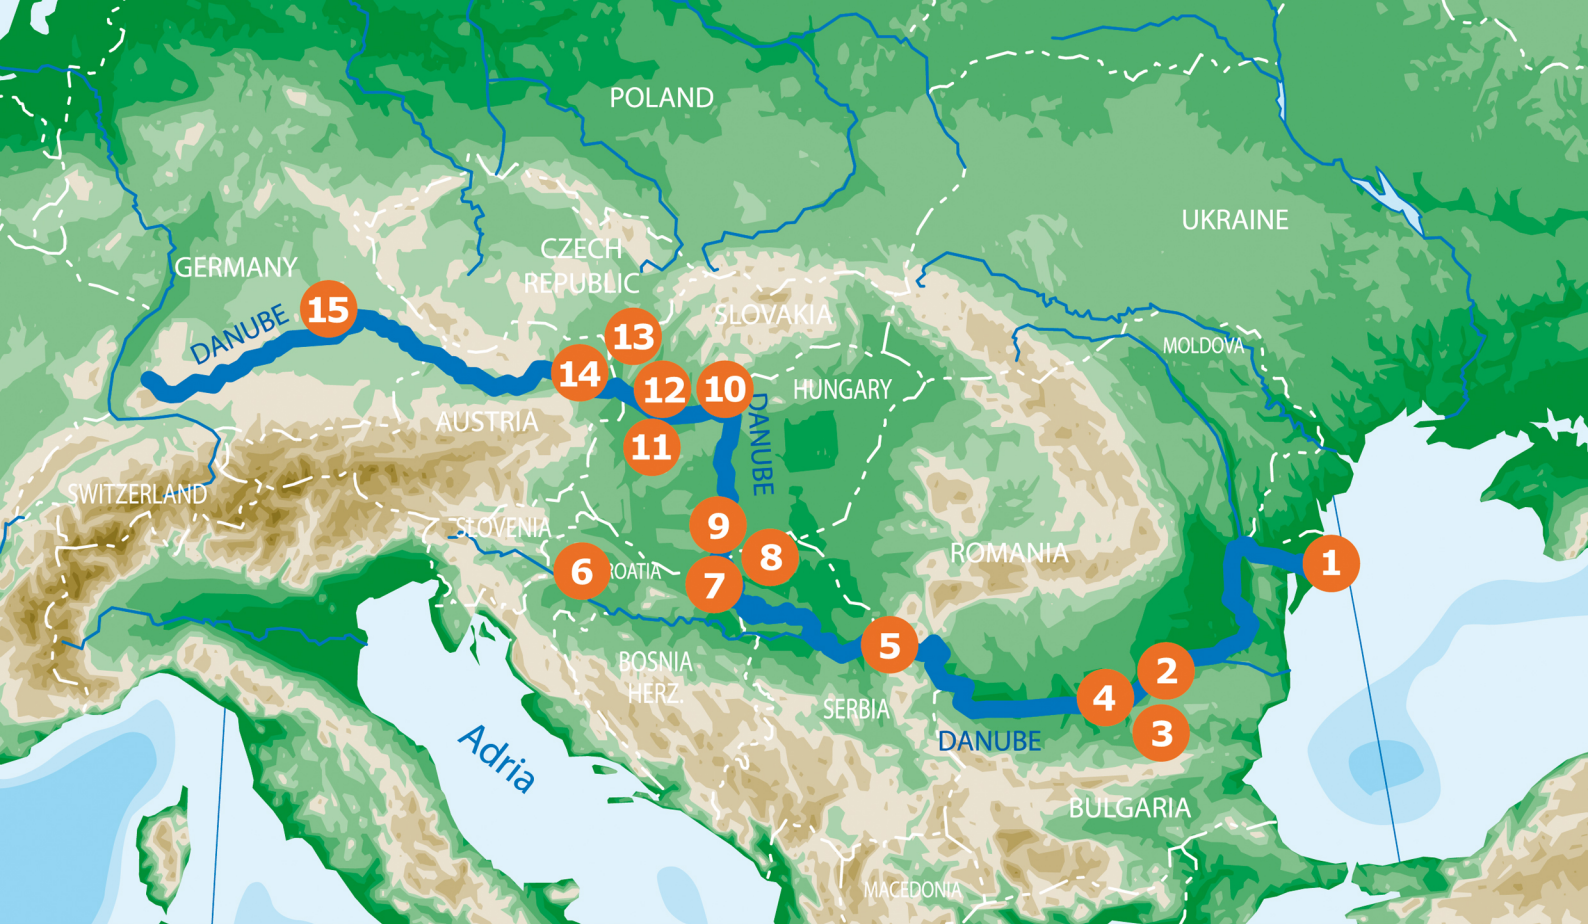 POLAND
UKRAINE
CZECH
REPUBLIC
GERMANY
15
DANUBE
SLOVAKIA
13
MOLDOVA
14
12
10
HUNGARY
AUSTRIA
DANUBE
11
SWITZERLAND
SLOVENIA
9
8
ROMANIA
1
6
ROATIA
7
5
BOSNIA
HERZ.
2
4
SERBIA
3
DANUBE
Adria
BULGARIA
MACEDONIA